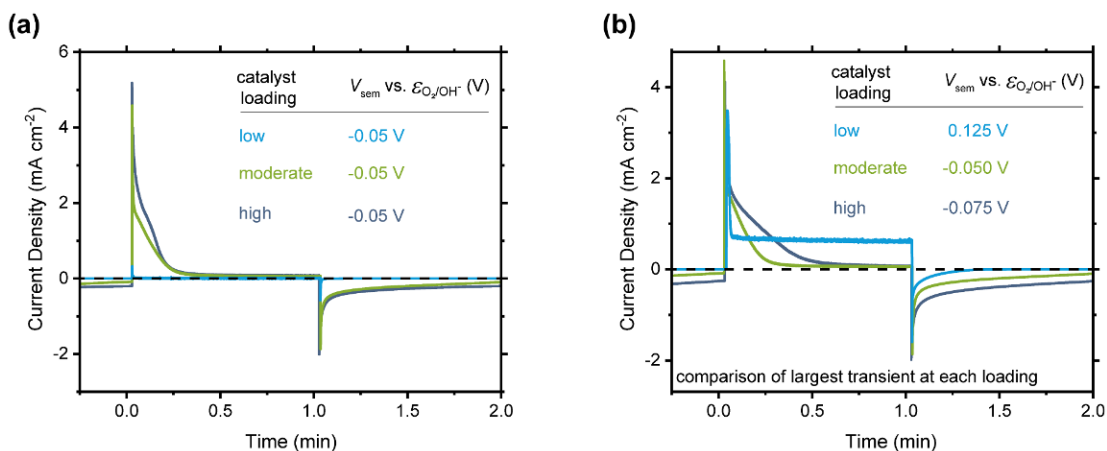 (a)
catalyst loading V_sem vs. ℰ_O₂/OH⁻ (V)
low -0.05 V
moderate -0.05 V
high -0.05 V
6
4
2
0
-2
Current Density (mA cm⁻²)
0.0 0.5 1.0 1.5 2.0
Time (min)
(b)
catalyst loading V_sem vs. ℰ_O₂/OH⁻ (V)
low 0.125 V
moderate -0.050 V
high -0.075 V
4
2
0
-2
Current Density (mA cm⁻²)
comparison of largest transient at each loading
0.0 0.5 1.0 1.5 2.0
Time (min)